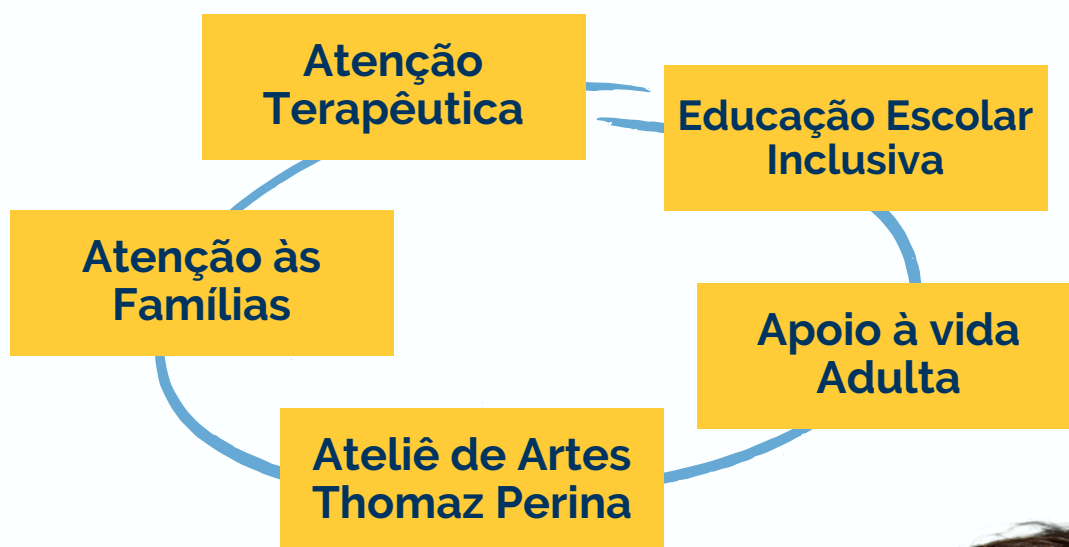 Atenção
Terapêutica
Educação Escolar
Inclusiva
Atenção às
Famílias
Apoio à vida
Adulta
Ateliê de Artes
Thomaz Perina